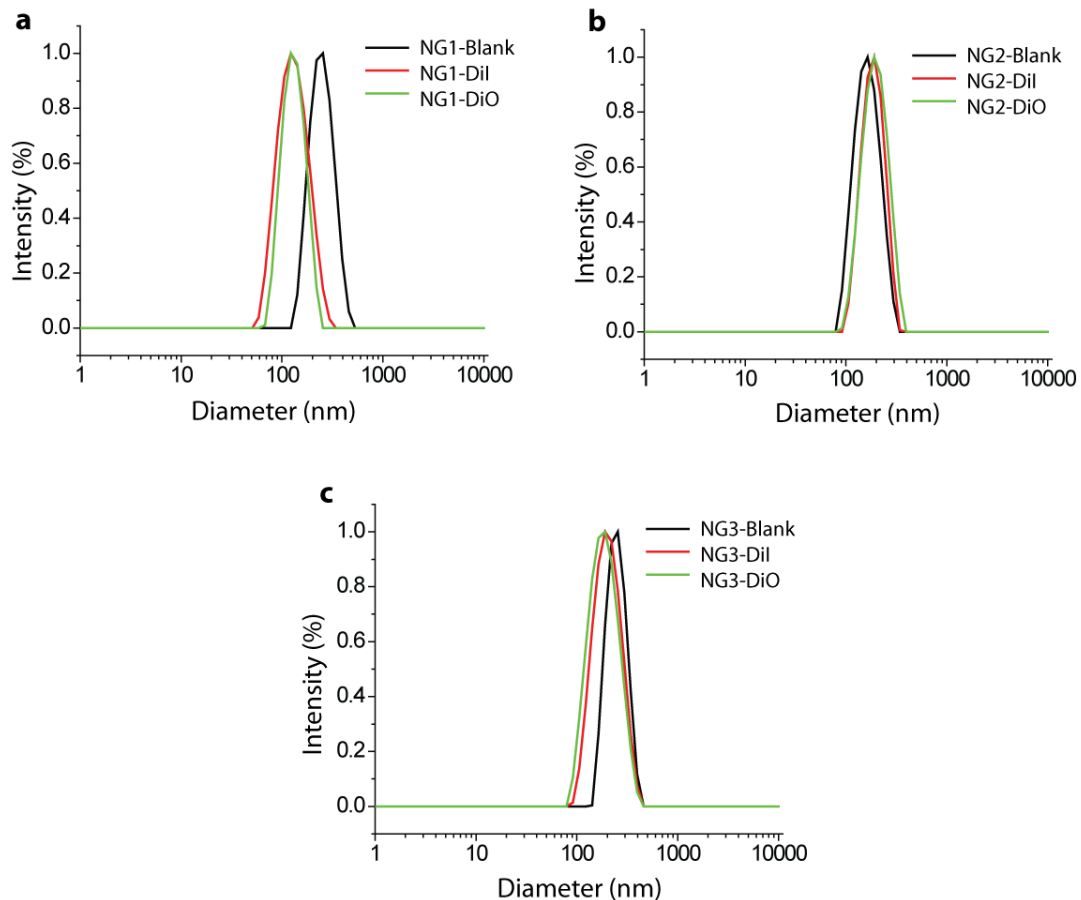 a
NG1-Blank
NG1-DiI
NG1-DiO
1.0
0.8
0.6
0.4
0.2
0.0
Intensity (%)
1 10 100 1000 10000
Diameter (nm)
b
NG2-Blank
NG2-DiI
NG2-DiO
1.0
0.8
0.6
0.4
0.2
0.0
Intensity (%)
1 10 100 1000 10000
Diameter (nm)
c
NG3-Blank
NG3-DiI
NG3-DiO
1.0
0.8
0.6
0.4
0.2
0.0
Intensity (%)
1 10 100 1000 10000
Diameter (nm)